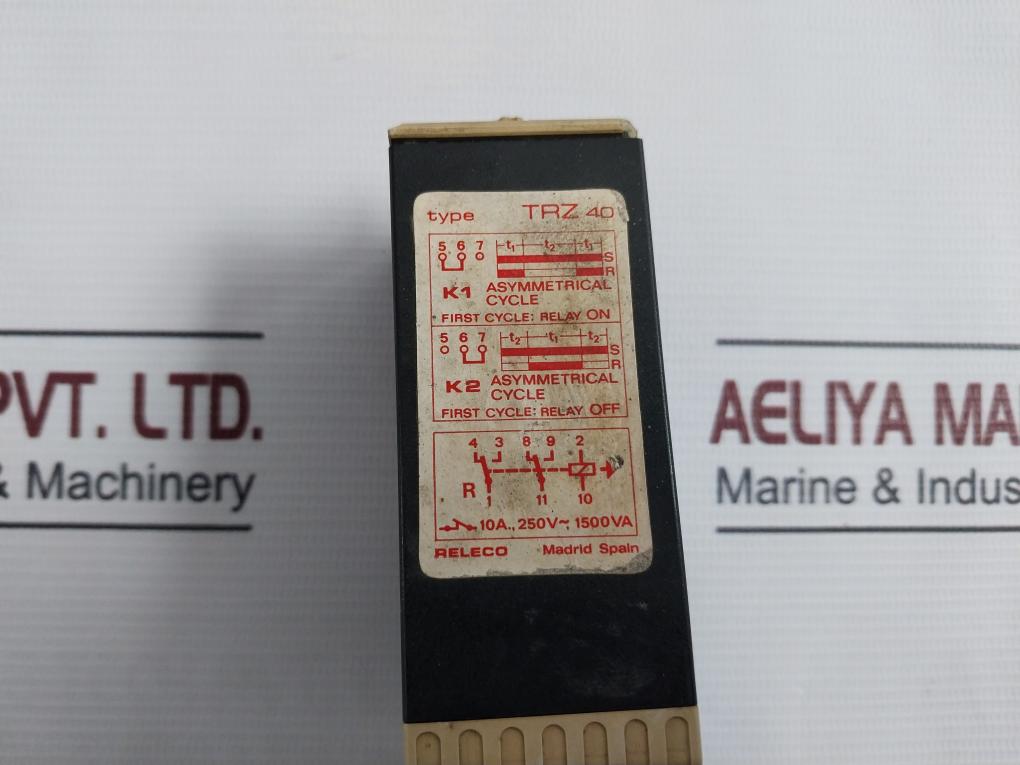 type TRZ 40
5 6 7 t1 t2 t1
S
R
K1 ASYMMETRICAL
CYCLE
FIRST CYCLE: RELAY ON
5 6 7 t2 t1 t2
S
R
K2 ASYMMETRICAL
CYCLE
FIRST CYCLE: RELAY OFF
4 3 8 9 2
R
1 11 10
10A., 250V~, 1500VA
RELECO Madrid Spain
PVT. LTD.
& Machinery
AELIYA MA
Marine & Indus